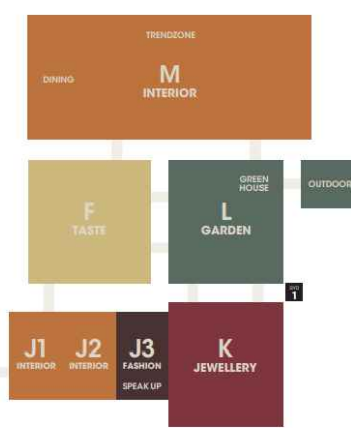 TRENDZONE
DINING
M
INTERIOR
F
TASTE
GREEN
HOUSE
L
GARDEN
OUTDOOR
1
J1
INTERIOR
J2
INTERIOR
J3
FASHION
SPEAK UP
K
JEWELLERY